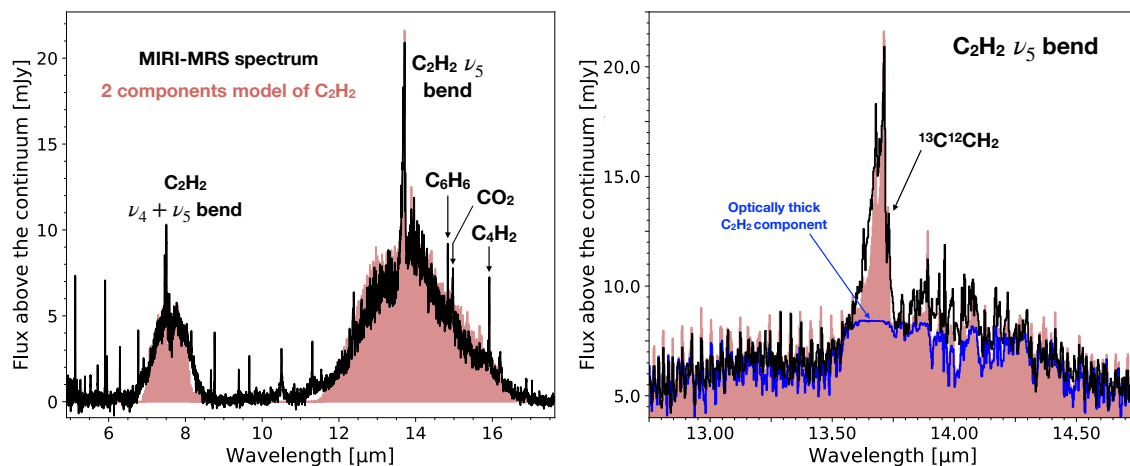 MIRI-MRS spectrum
2 components model of C₂H₂
C₂H₂ ν₅
bend
C₂H₂
ν₄ + ν₅ bend
C₆H₆
CO₂
C₄H₂
Flux above the continuum [mJy]
20
15
10
5
0
6 8 10 12 14 16
Wavelength [μm]
C₂H₂ ν₅ bend
¹³C¹²CH₂
Optically thick
C₂H₂ component
Flux above the continuum [mJy]
20.0
15.0
10.0
5.0
13.00 13.50 14.00 14.50
Wavelength [μm]